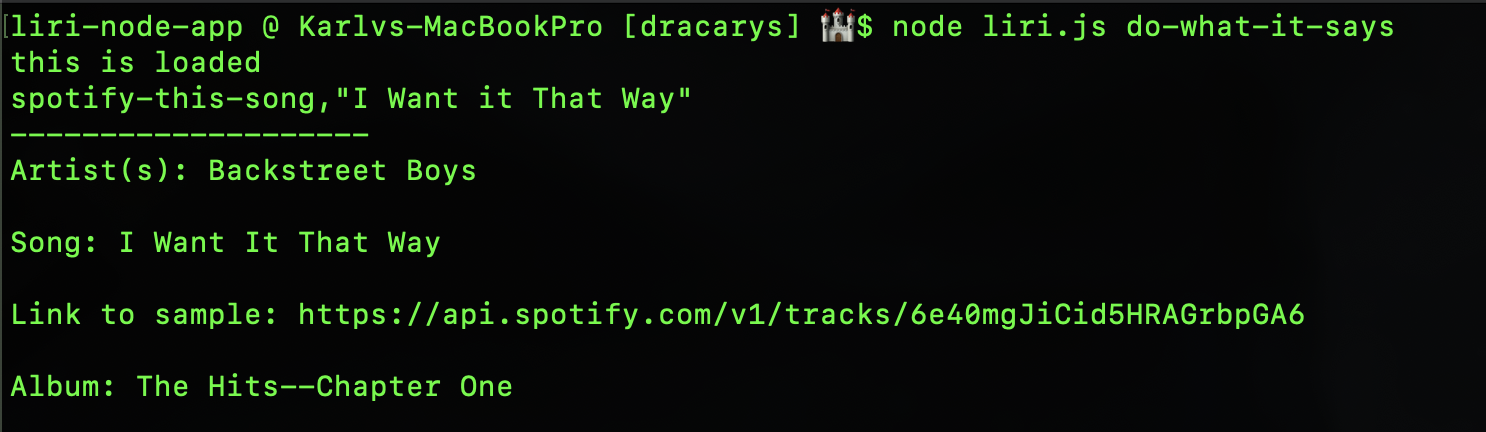 [liri-node-app @ Karlvs-MacBookPro [dracarys] 🏰$ node liri.js do-what-it-says
this is loaded
spotify-this-song,"I Want it That Way"
--------------------
Artist(s): Backstreet Boys
Song: I Want It That Way
Link to sample: https://api.spotify.com/v1/tracks/6e40mgJiCid5HRAGrbpGA6
Album: The Hits--Chapter One